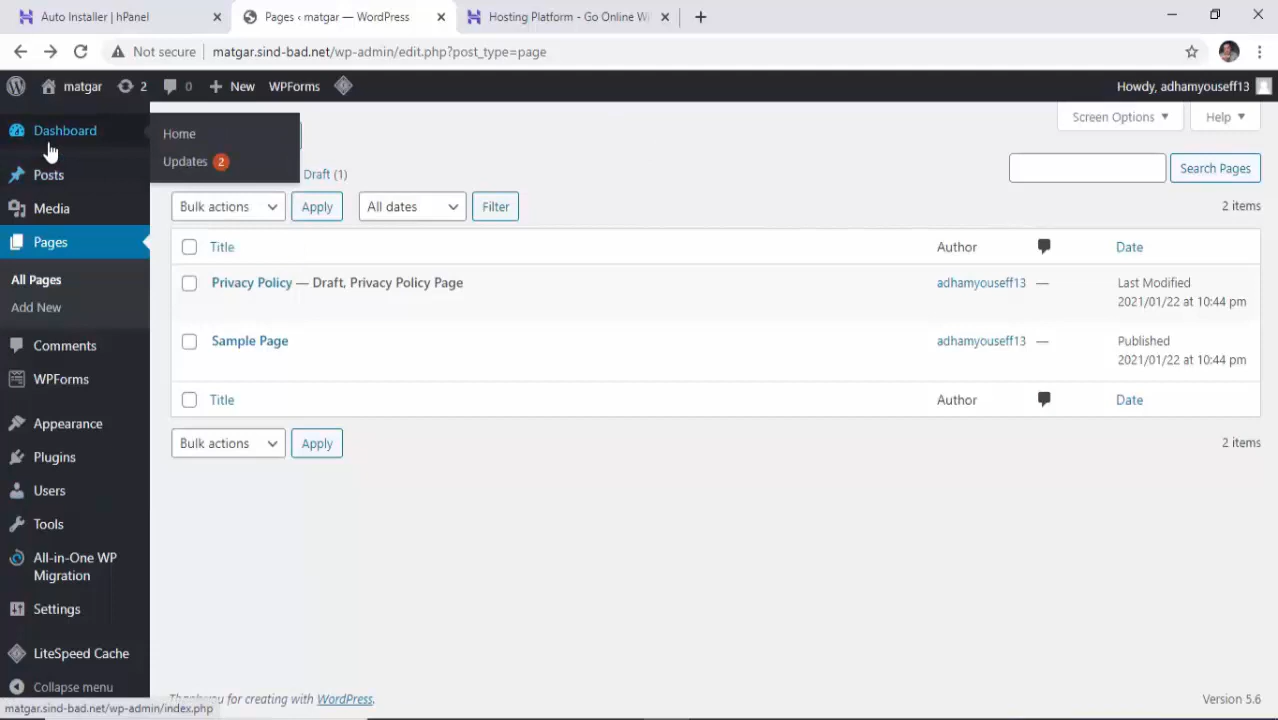 Auto Installer | hPanel
Pages ‹ matgar — WordPress
Hosting Platform - Go Online Wi
Not secure
matgar.sind-bad.net/wp-admin/edit.php?post_type=page
matgar
2
0
New
WPForms
Howdy, adhamyouseff13
Dashboard
Home
Updates 2
Posts
Media
Pages
All Pages
Add New
Comments
WPForms
Appearance
Plugins
Users
Tools
All-in-One WP
Migration
Settings
LiteSpeed Cache
Collapse menu
Screen Options
Help
Draft (1)
Search Pages
Bulk actions
Apply
All dates
Filter
2 items
Title
Author
Date
Privacy Policy — Draft, Privacy Policy Page
adhamyouseff13
—
Last Modified
2021/01/22 at 10:44 pm
Sample Page
adhamyouseff13
—
Published
2021/01/22 at 10:44 pm
Title
Author
Date
Bulk actions
Apply
2 items
for creating with WordPress.
Version 5.6
matgar.sind-bad.net/wp-admin/index.php